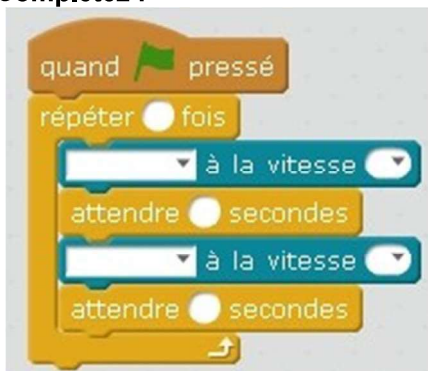 quand pressé
répéter fois
à la vitesse
attendre secondes
à la vitesse
attendre secondes